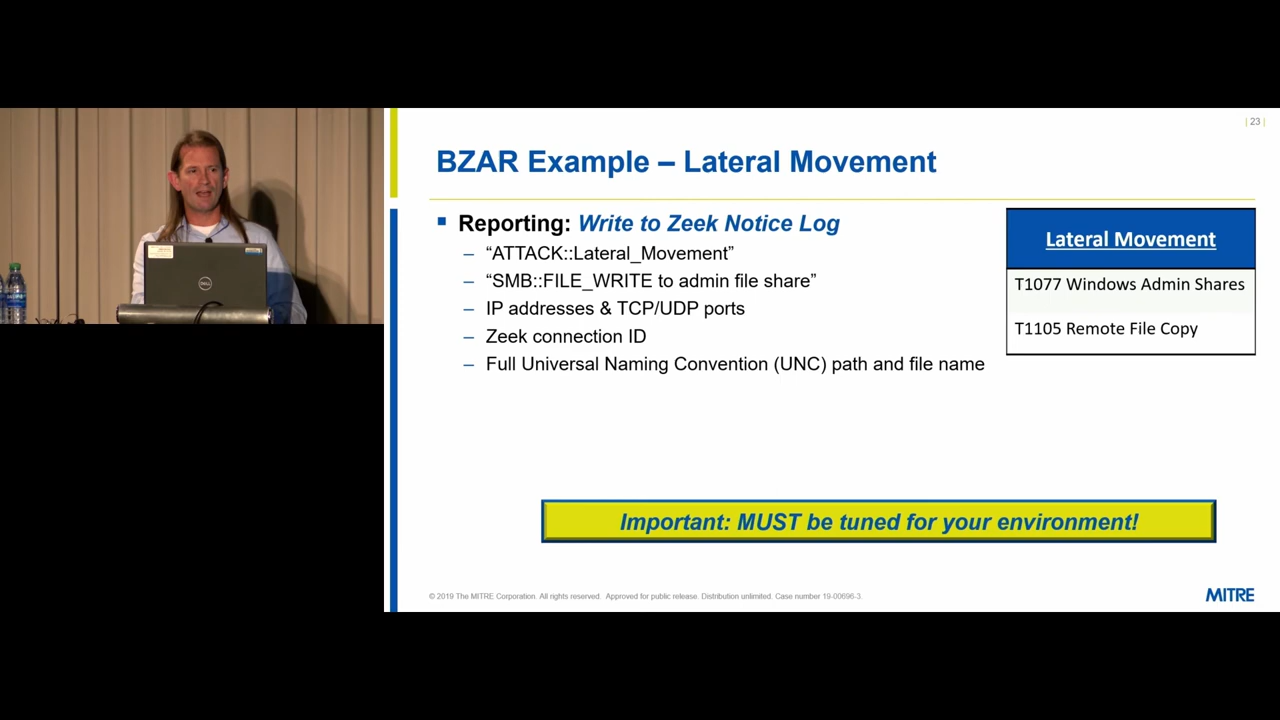 | 23 |
BZAR Example – Lateral Movement
Reporting: Write to Zeek Notice Log
– “ATTACK::Lateral_Movement”
– “SMB::FILE_WRITE to admin file share”
– IP addresses & TCP/UDP ports
– Zeek connection ID
– Full Universal Naming Convention (UNC) path and file name
Lateral Movement
T1077 Windows Admin Shares
T1105 Remote File Copy
Important: MUST be tuned for your environment!
© 2019 The MITRE Corporation. All rights reserved. Approved for public release. Distribution unlimited. Case number 19-00696-3.
MITRE
DELL